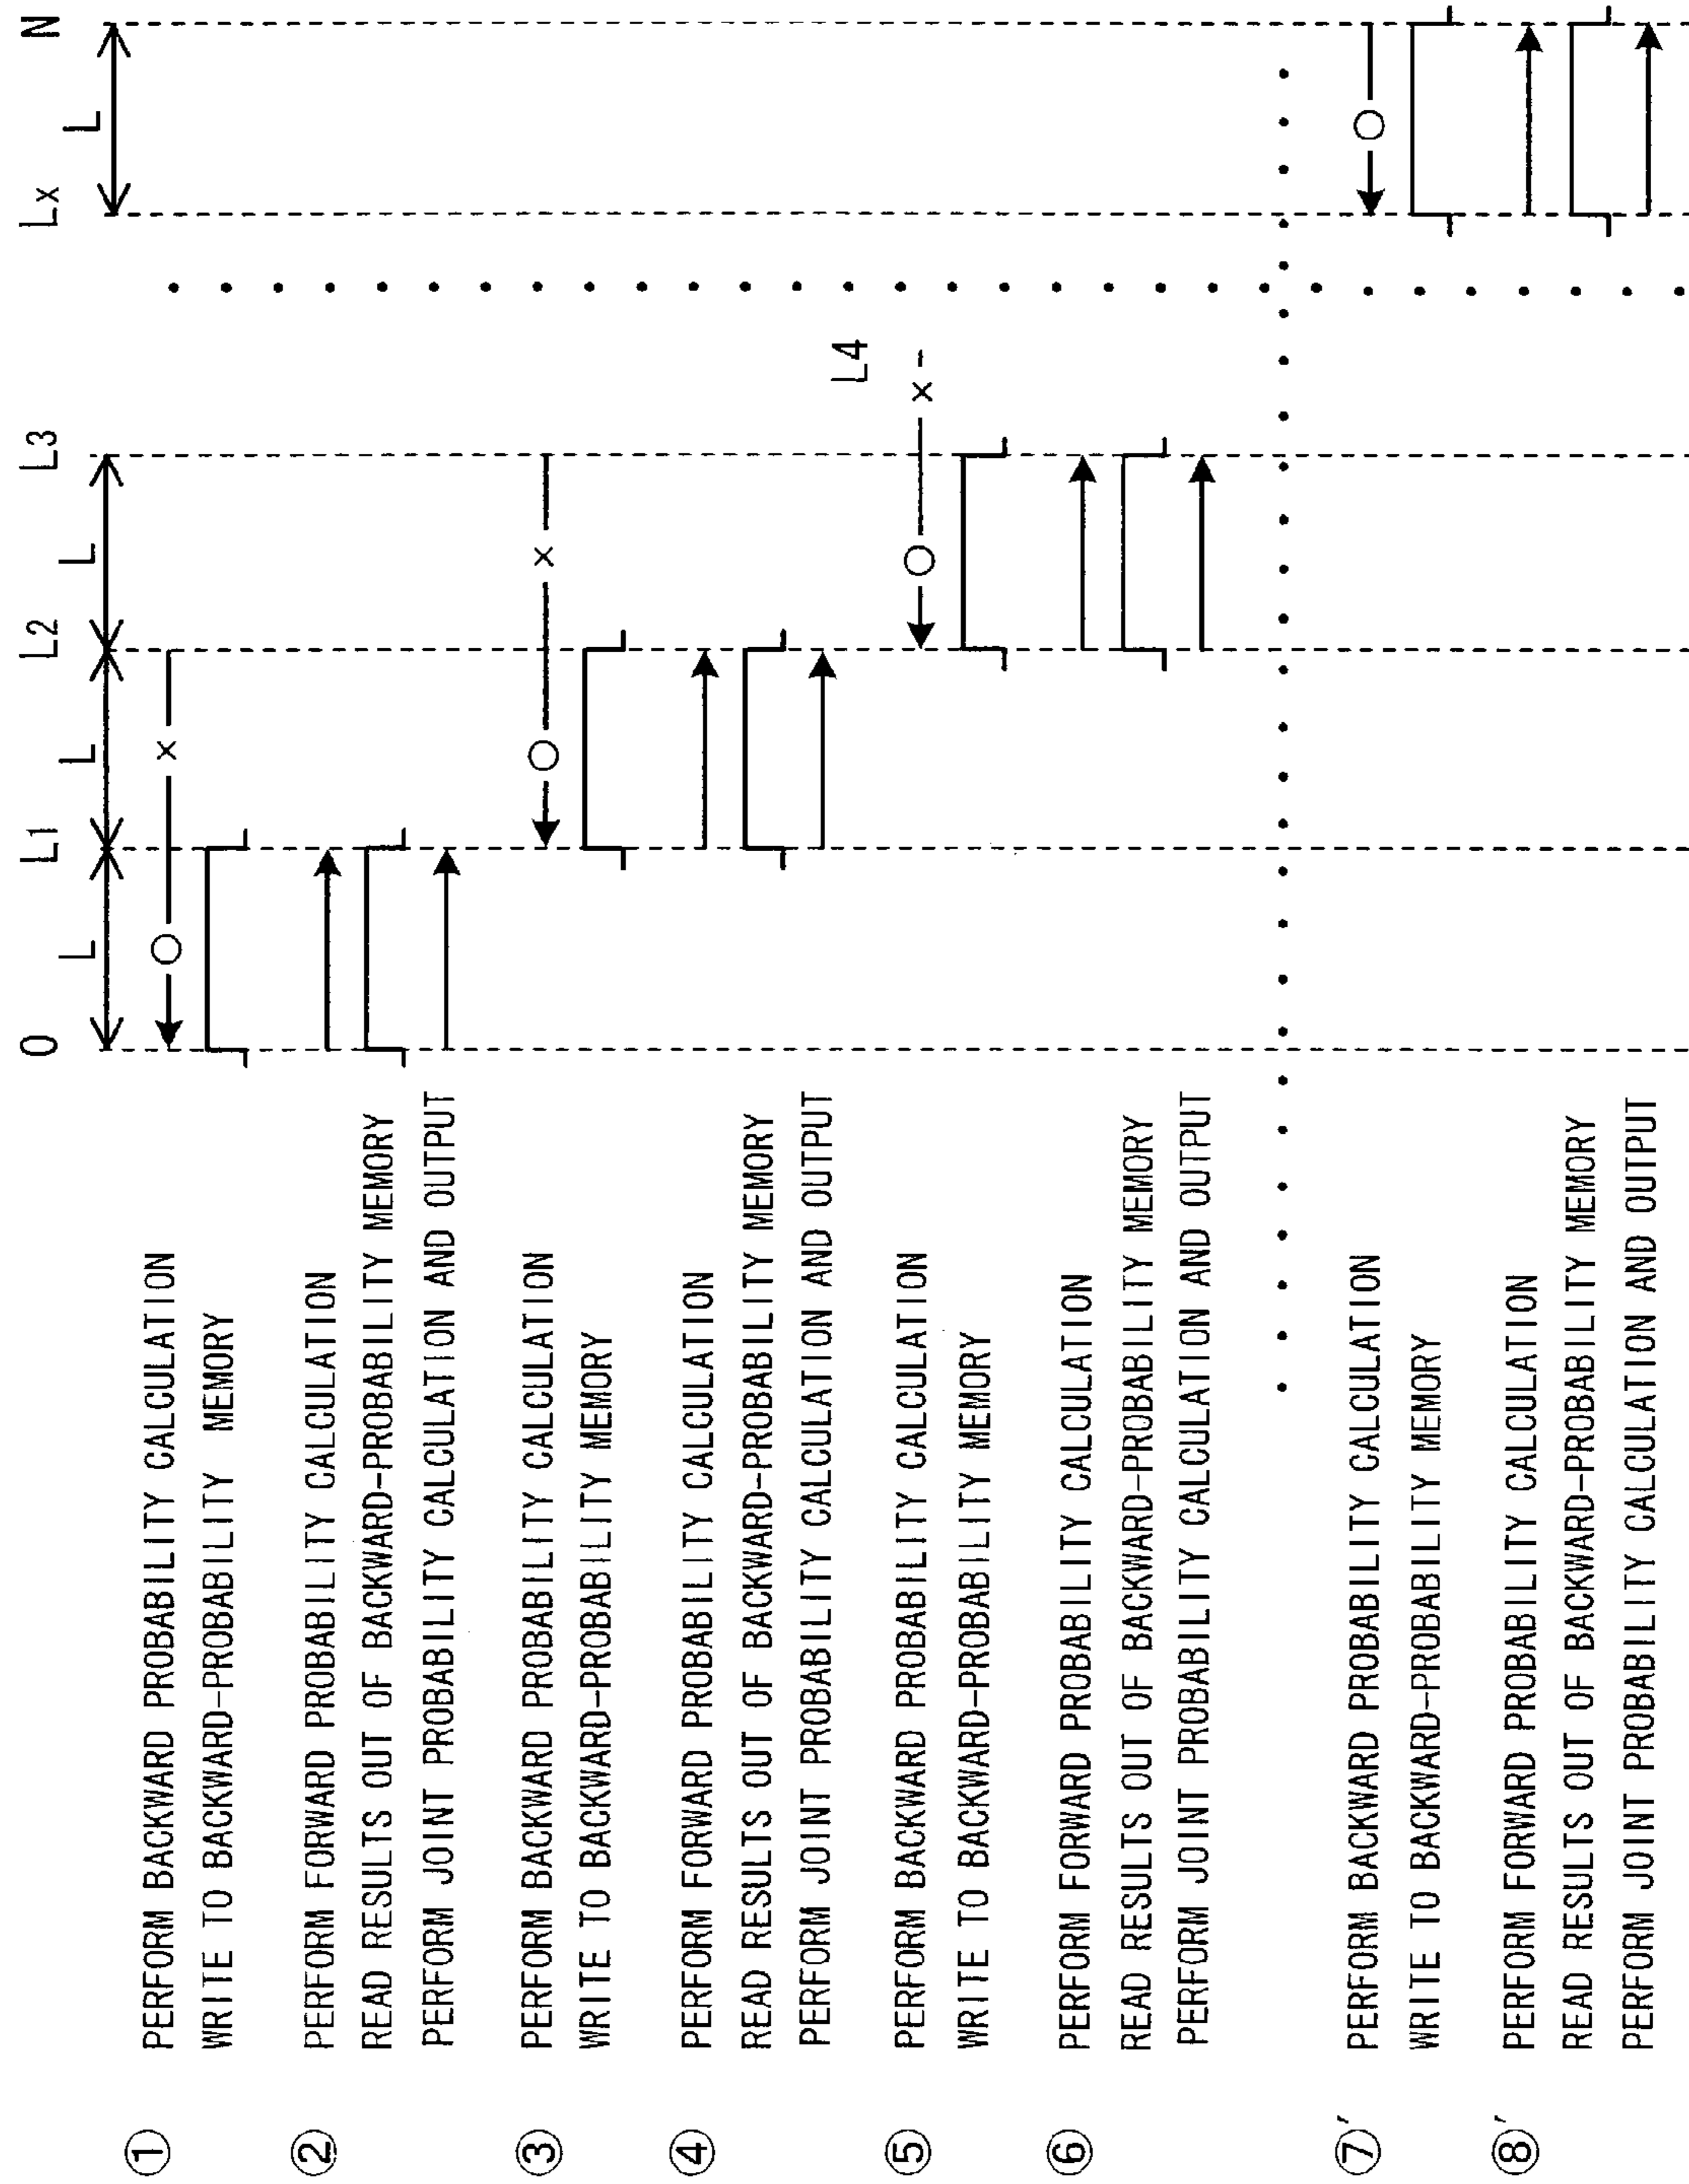 0 L1 L2 L3 Lx N
L L L L
① PERFORM BACKWARD PROBABILITY CALCULATION
○ ×
WRITE TO BACKWARD-PROBABILITY MEMORY
② PERFORM FORWARD PROBABILITY CALCULATION
READ RESULTS OUT OF BACKWARD-PROBABILITY MEMORY
PERFORM JOINT PROBABILITY CALCULATION AND OUTPUT
③ PERFORM BACKWARD PROBABILITY CALCULATION
○ ×
WRITE TO BACKWARD-PROBABILITY MEMORY
④ PERFORM FORWARD PROBABILITY CALCULATION
READ RESULTS OUT OF BACKWARD-PROBABILITY MEMORY
PERFORM JOINT PROBABILITY CALCULATION AND OUTPUT
L4
⑤ PERFORM BACKWARD PROBABILITY CALCULATION
○ ×
WRITE TO BACKWARD-PROBABILITY MEMORY
⑥ PERFORM FORWARD PROBABILITY CALCULATION
READ RESULTS OUT OF BACKWARD-PROBABILITY MEMORY
PERFORM JOINT PROBABILITY CALCULATION AND OUTPUT
⑦' PERFORM BACKWARD PROBABILITY CALCULATION
○
WRITE TO BACKWARD-PROBABILITY MEMORY
⑧' PERFORM FORWARD PROBABILITY CALCULATION
READ RESULTS OUT OF BACKWARD-PROBABILITY MEMORY
PERFORM JOINT PROBABILITY CALCULATION AND OUTPUT